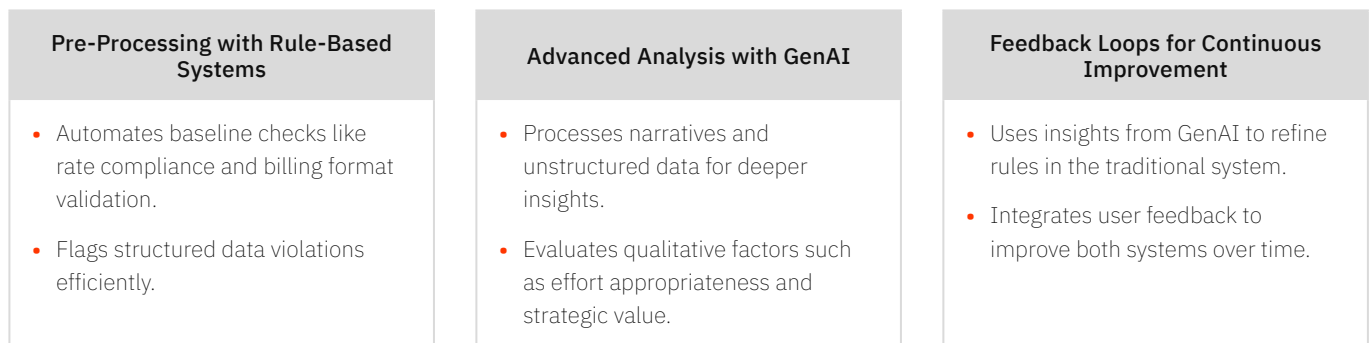 Pre-Processing with Rule-Based
Systems
• Automates baseline checks like
rate compliance and billing format
validation.
• Flags structured data violations
efficiently.
Advanced Analysis with GenAI
• Processes narratives and
unstructured data for deeper
insights.
• Evaluates qualitative factors such
as effort appropriateness and
strategic value.
Feedback Loops for Continuous
Improvement
• Uses insights from GenAI to refine
rules in the traditional system.
• Integrates user feedback to
improve both systems over time.